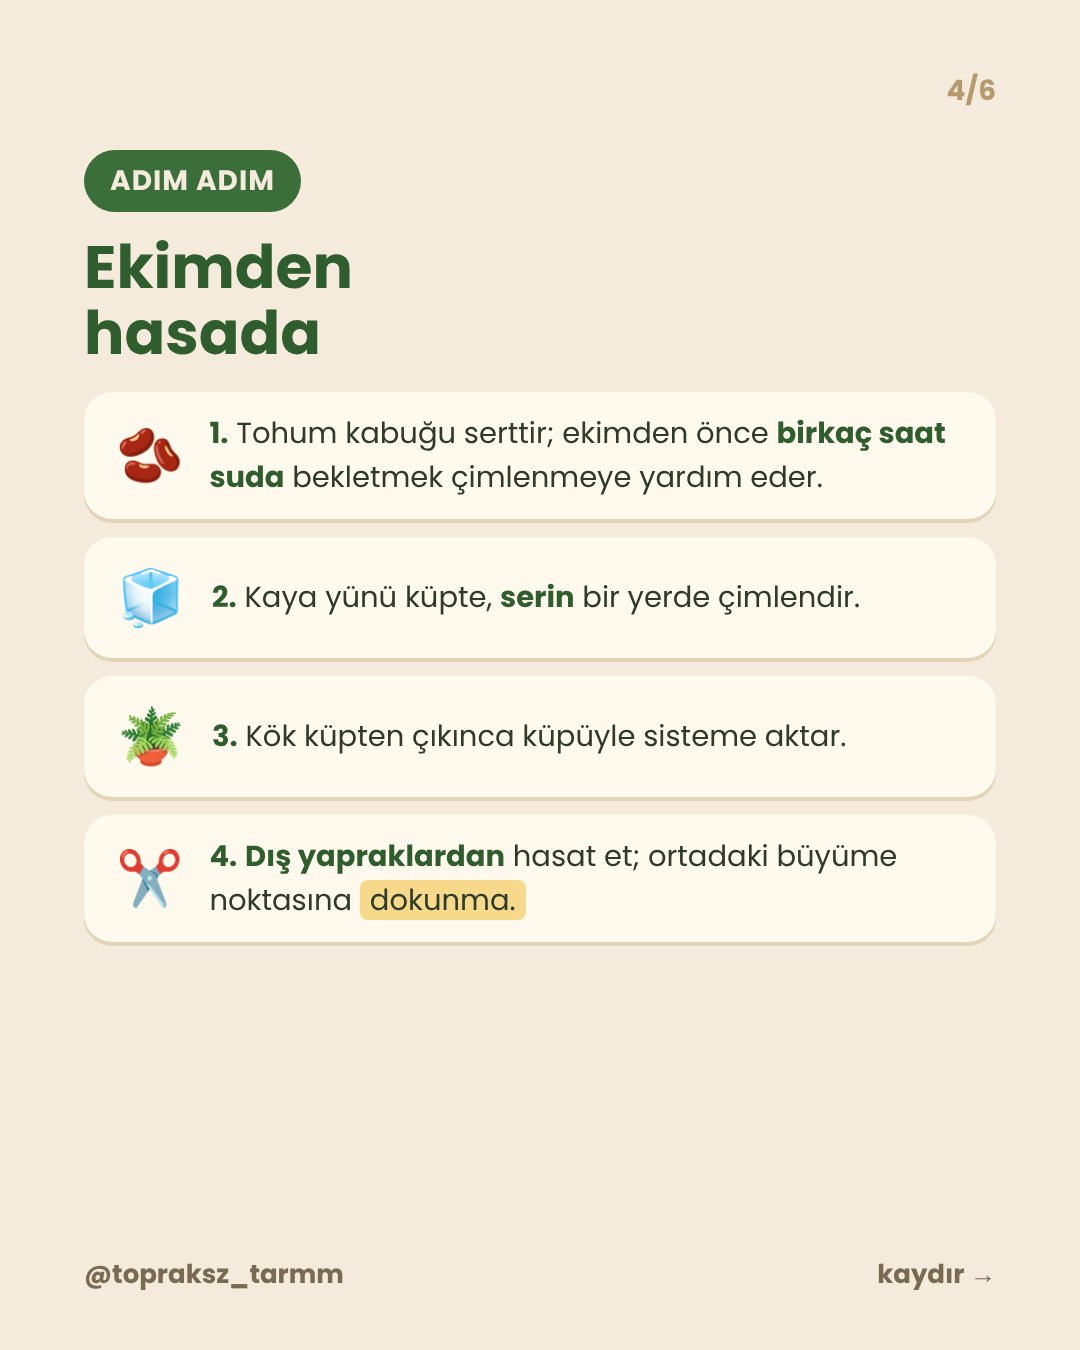 4/6
ADIM ADIM
Ekimden
hasada
1. Tohum kabuğu serttir; ekimden önce birkaç saat
suda bekletmek çimlenmeye yardım eder.
2. Kaya yünü küpte, serin bir yerde çimlendir.
3. Kök küpten çıkınca küpüyle sisteme aktar.
4. Dış yapraklardan hasat et; ortadaki büyüme
noktasına dokunma.
@topraksz_tarmm
kaydır →